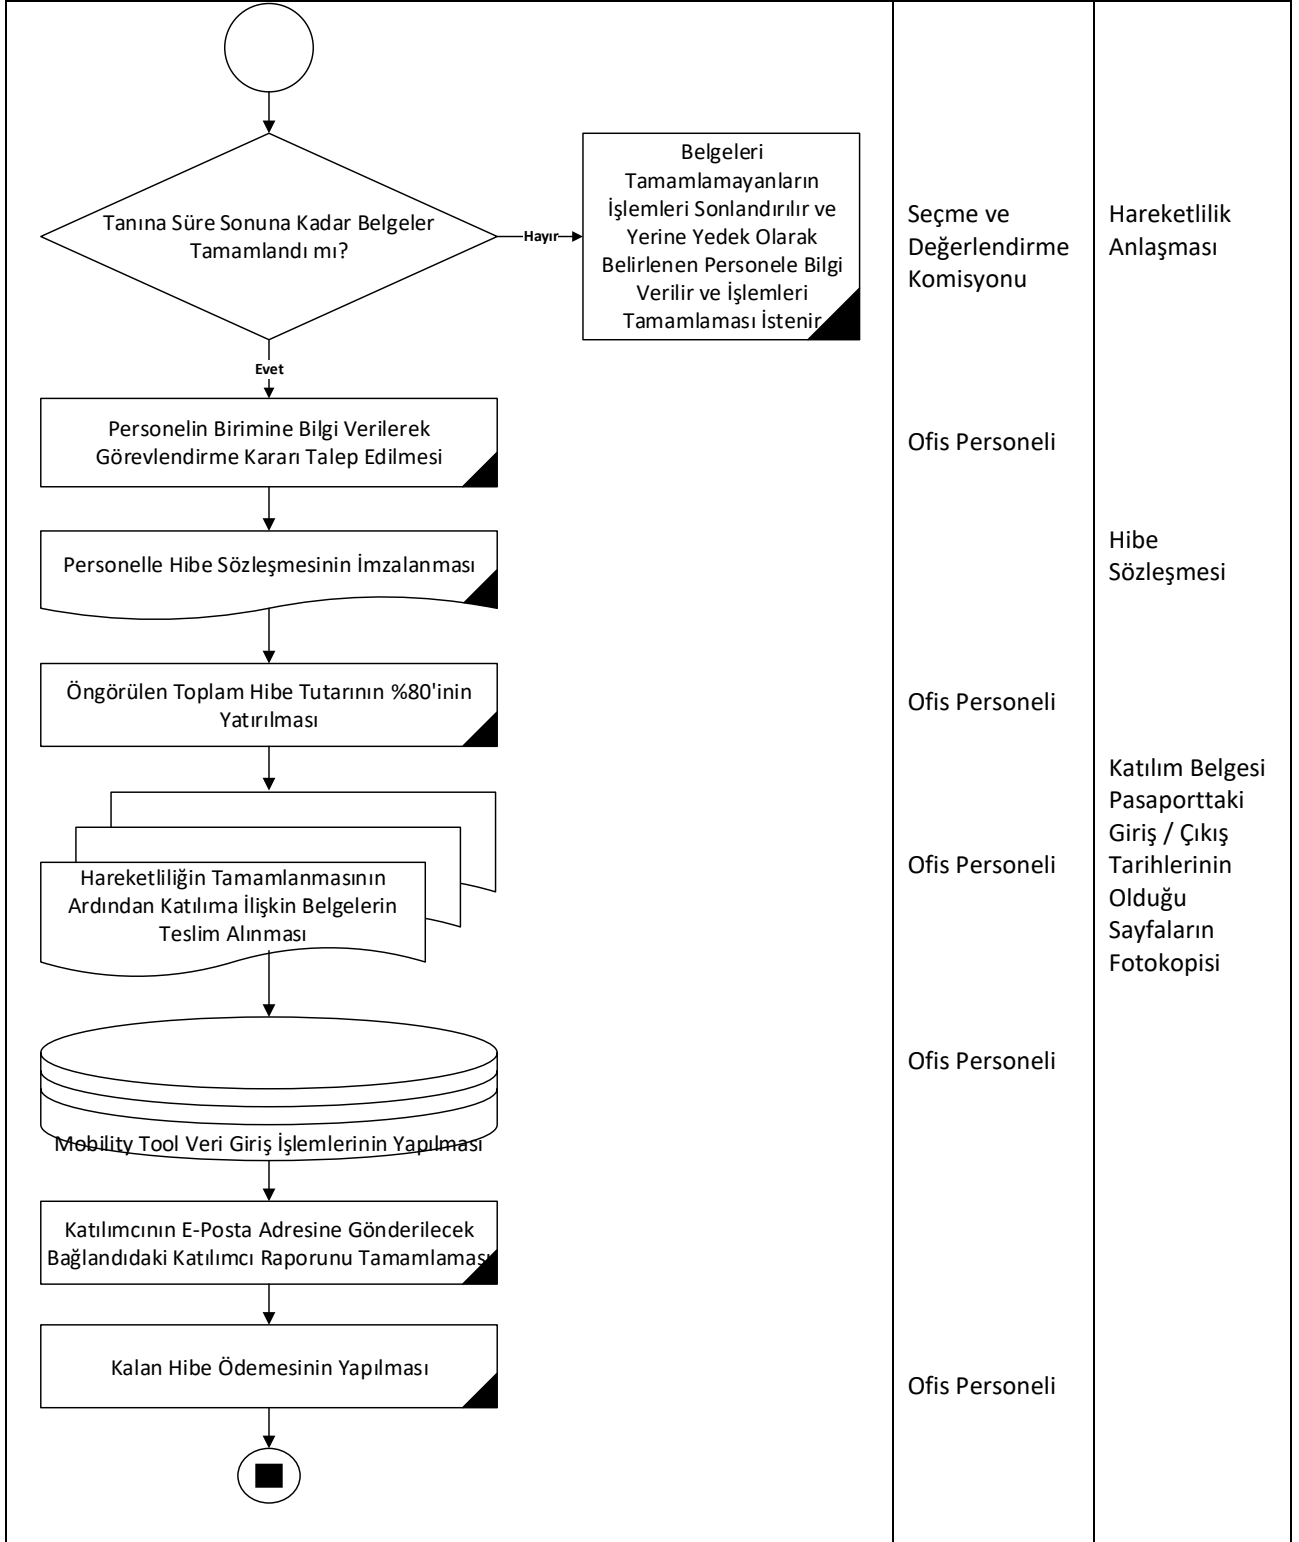 Tanına Süre Sonuna Kadar Belgeler
Tamamlandı mı?
Hayır
Belgeleri
Tamamlamayanların
İşlemleri Sonlandırılır ve
Yerine Yedek Olarak
Belirlenen Personele Bilgi
Verilir ve İşlemleri
Tamamlaması İstenir
Seçme ve
Değerlendirme
Komisyonu
Hareketlilik
Anlaşması
Evet
Personelin Birimine Bilgi Verilerek
Görevlendirme Kararı Talep Edilmesi
Ofis Personeli
Personelle Hibe Sözleşmesinin İmzalanması
Hibe
Sözleşmesi
Öngörülen Toplam Hibe Tutarının %80'inin
Yatırılması
Ofis Personeli
Hareketliliğin Tamamlanmasının
Ardından Katılıma İlişkin Belgelerin
Teslim Alınması
Ofis Personeli
Katılım Belgesi
Pasaporttaki
Giriş / Çıkış
Tarihlerinin
Olduğu
Sayfaların
Fotokopisi
Mobility Tool Veri Giriş İşlemlerinin Yapılması
Ofis Personeli
Katılımcının E-Posta Adresine Gönderilecek
Bağlandıdaki Katılımcı Raporunu Tamamlaması
Kalan Hibe Ödemesinin Yapılması
Ofis Personeli